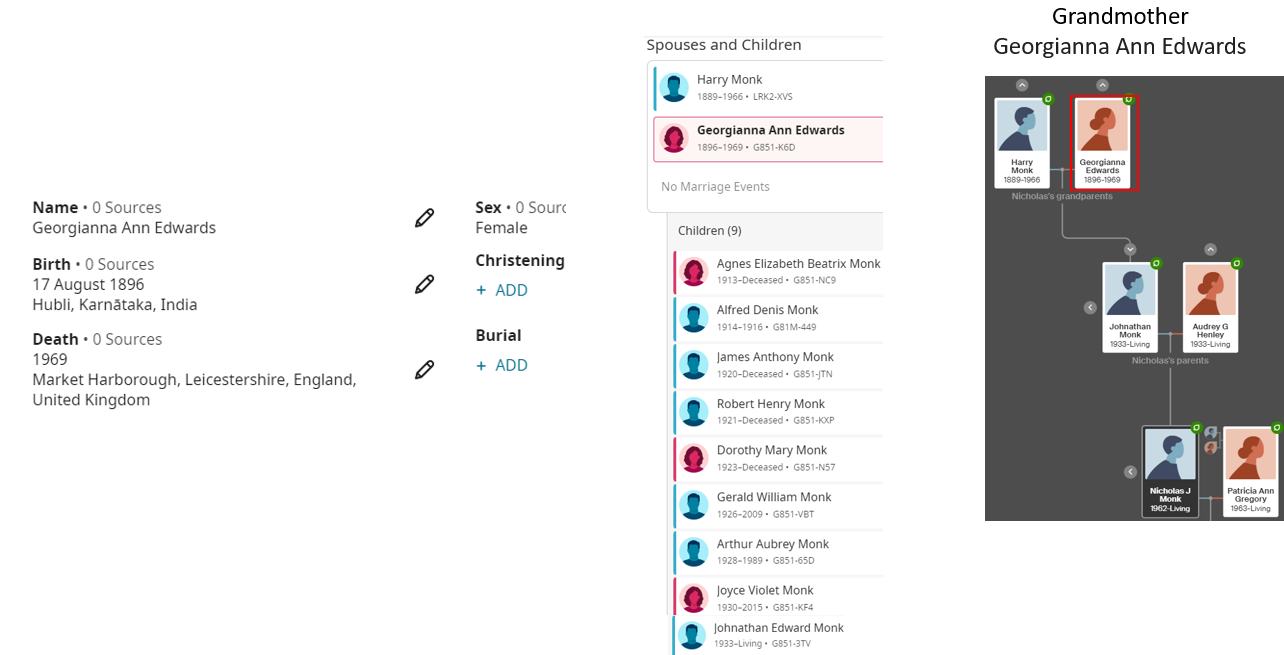 Grandmother
Georgianna Ann Edwards
Name • 0 Sources
Georgianna Ann Edwards
Birth • 0 Sources
17 August 1896
Hubli, Karnātaka, India
Death • 0 Sources
1969
Market Harborough, Leicestershire, England,
United Kingdom
Sex • 0 Sourc
Female
Christening
+ ADD
Burial
+ ADD
Spouses and Children
Harry Monk
1889–1966 • LRK2-XVS
Georgianna Ann Edwards
1896–1969 • G851-K6D
No Marriage Events
Children (9)
Agnes Elizabeth Beatrix Monk
1913–Deceased • G851-NC9
Alfred Denis Monk
1914–1916 • G81M-449
James Anthony Monk
1920–Deceased • G851-JTN
Robert Henry Monk
1921–Deceased • G851-KXP
Dorothy Mary Monk
1923–Deceased • G851-N57
Gerald William Monk
1926–2009 • G851-VBT
Arthur Aubrey Monk
1928–1989 • G851-65D
Joyce Violet Monk
1930–2015 • G851-KF4
Johnathan Edward Monk
1933–Living • G851-3TV
Harry
Monk
1889-1966
Georgianna
Edwards
1896-1969
Nicholas's grandparents
Johnathan
Monk
1933-Living
Audrey G
Henley
1933-Living
Nicholas's parents
Nicholas J
Monk
1962-Living
Patricia Ann
Gregory
1963-Living